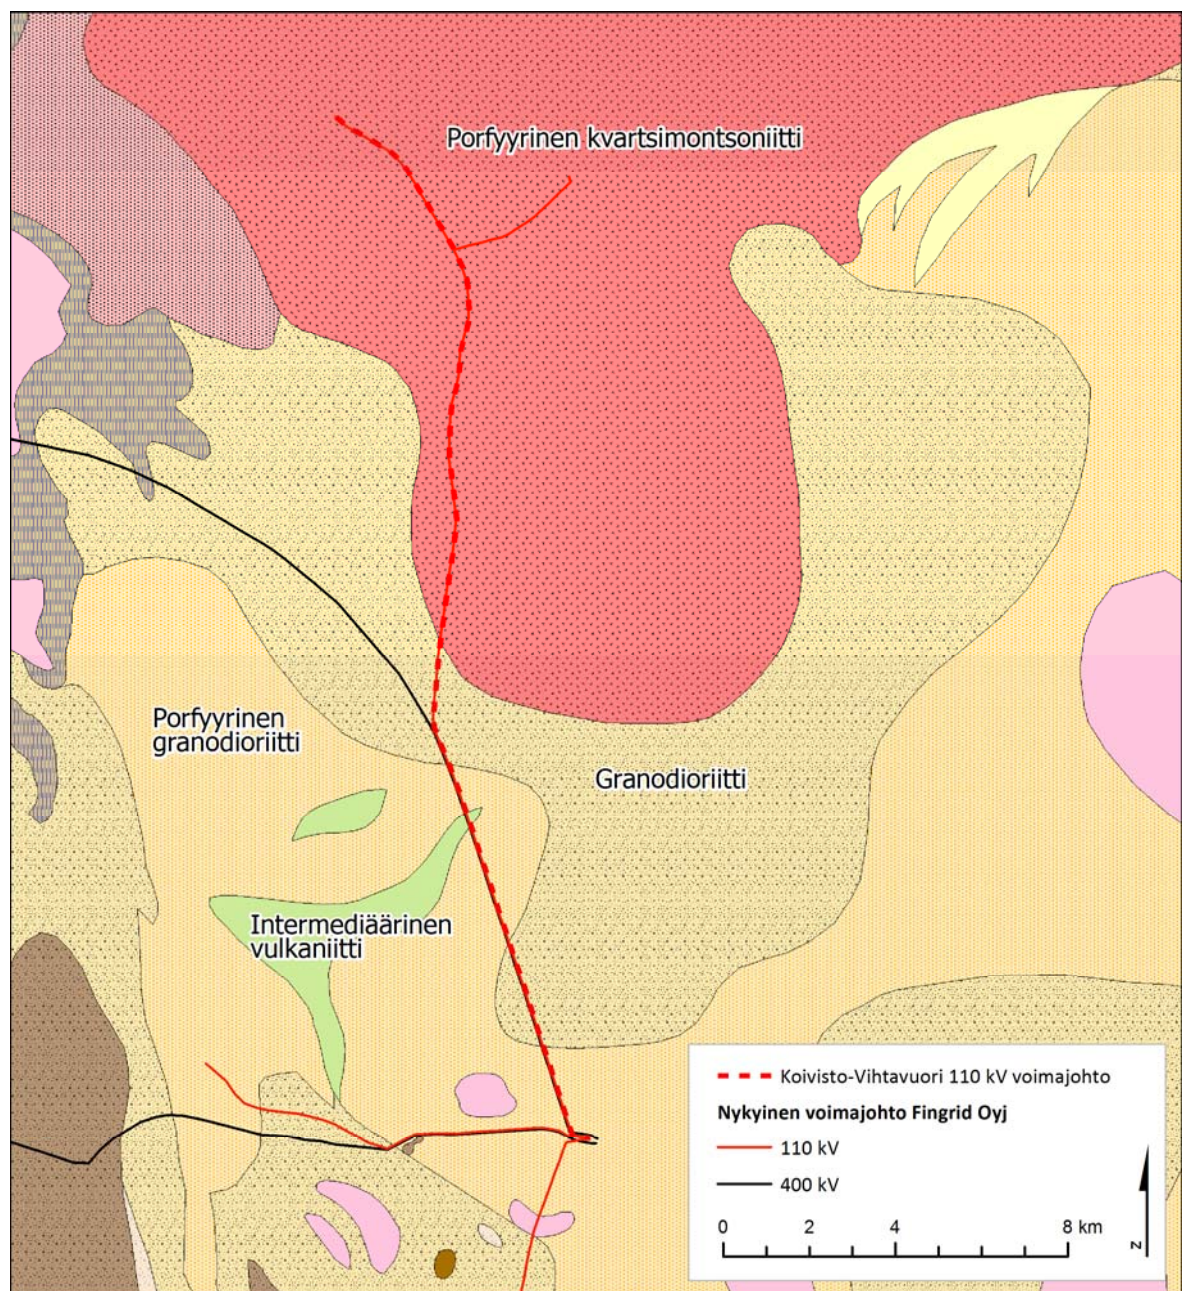 Porfyyrinen kvartsimontsoniitti
Porfyyrinen
granodioriitti
Granodioriitti
Intermediäärinen
vulkaniitti
Koivisto-Vihtavuori 110 kV voimajohto
Nykyinen voimajohto Fingrid Oyj
110 kV
400 kV
0 2 4 8 km
N